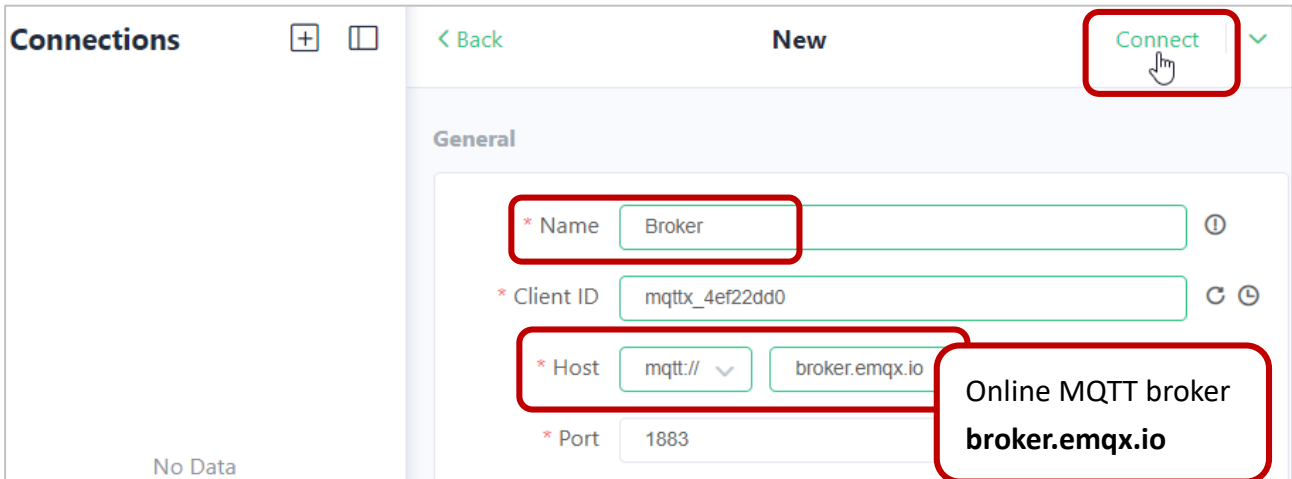 Connections
< Back New Connect
General
* Name Broker
* Client ID mqttx_4ef22dd0
* Host mqtt:// broker.emqx.io
* Port 1883
Online MQTT broker
broker.emqx.io
No Data